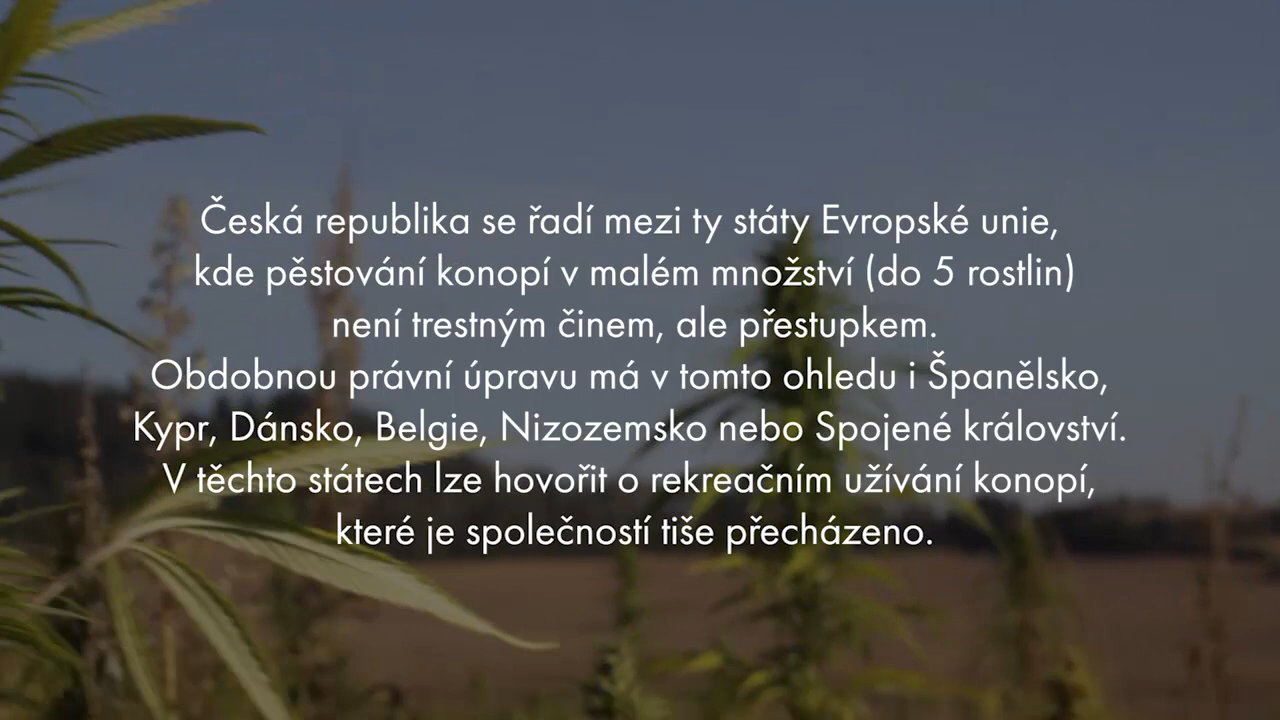 Česká republika se řadí mezi ty státy Evropské unie,
kde pěstování konopí v malém množství (do 5 rostlin)
není trestným činem, ale přestupkem.
Obdobnou právní úpravu má v tomto ohledu i Španělsko,
Kypr, Dánsko, Belgie, Nizozemsko nebo Spojené království.
V těchto státech lze hovořit o rekreačním užívání konopí,
které je společností tiše přecházeno.